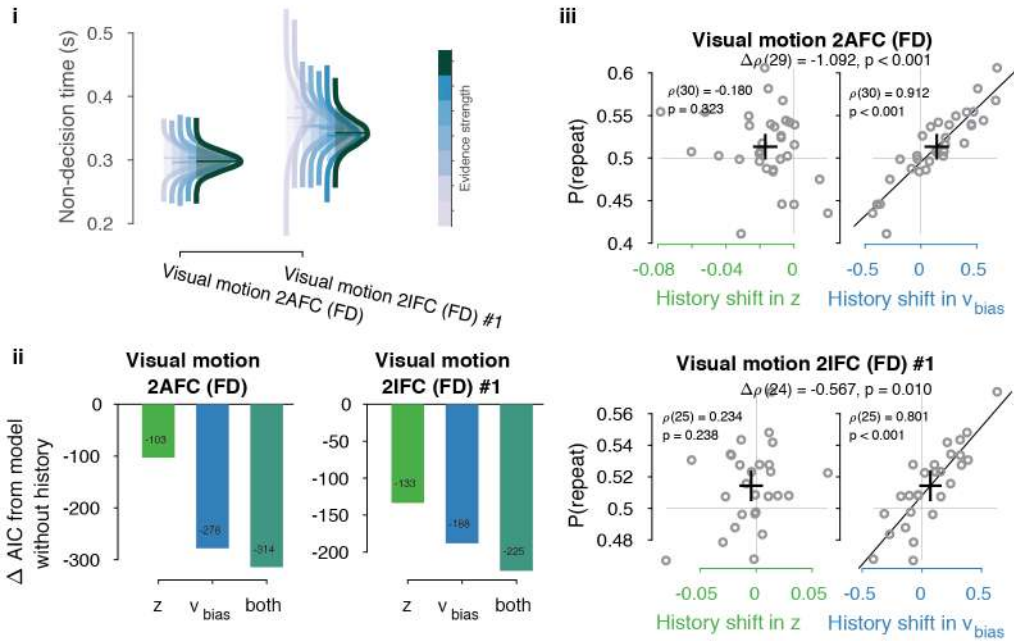 i
Non-decision time (s)
0.5
0.4
0.3
0.2
Evidence strength
Visual motion 2AFC (FD)
Visual motion 2IFC (FD) #1
ii
Δ AIC from model
without history
Visual motion
2AFC (FD)
0
-100
-200
-300
-103
-278
-314
z
v bias
both
Visual motion
2IFC (FD) #1
0
-50
-100
-150
-200
-133
-188
-225
z
v bias
both
iii
Visual motion 2AFC (FD)
Δρ(29) = -1.092, p < 0.001
P(repeat)
0.6
0.55
0.5
0.45
0.4
ρ(30) = -0.180
p = 0.323
-0.08
-0.04
0
History shift in z
ρ(30) = 0.912
p < 0.001
-0.5
0
0.5
History shift in v bias
Visual motion 2IFC (FD) #1
Δρ(24) = -0.567, p = 0.010
P(repeat)
0.56
0.54
0.52
0.5
0.48
ρ(25) = 0.234
p = 0.238
-0.05
0
0.05
History shift in z
ρ(25) = 0.801
p < 0.001
-0.5
0
0.5
History shift in v bias